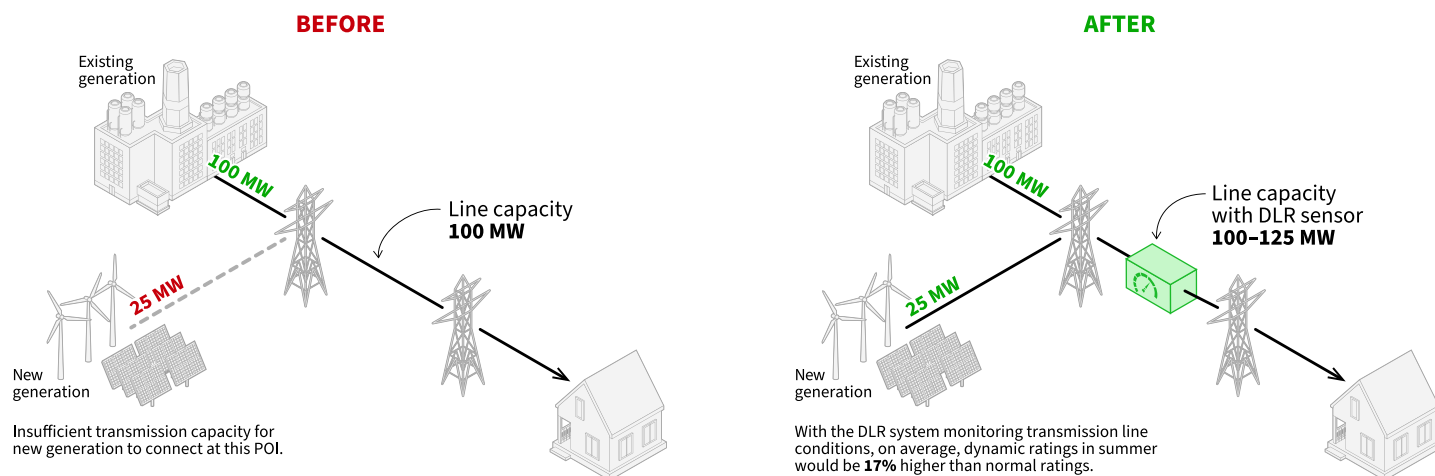 BEFORE
Existing
generation
100 MW
Line capacity
100 MW
25 MW
New
generation
Insufficient transmission capacity for
new generation to connect at this POI.
AFTER
Existing
generation
100 MW
Line capacity
with DLR sensor
100–125 MW
25 MW
New
generation
With the DLR system monitoring transmission line
conditions, on average, dynamic ratings in summer
would be 17% higher than normal ratings.